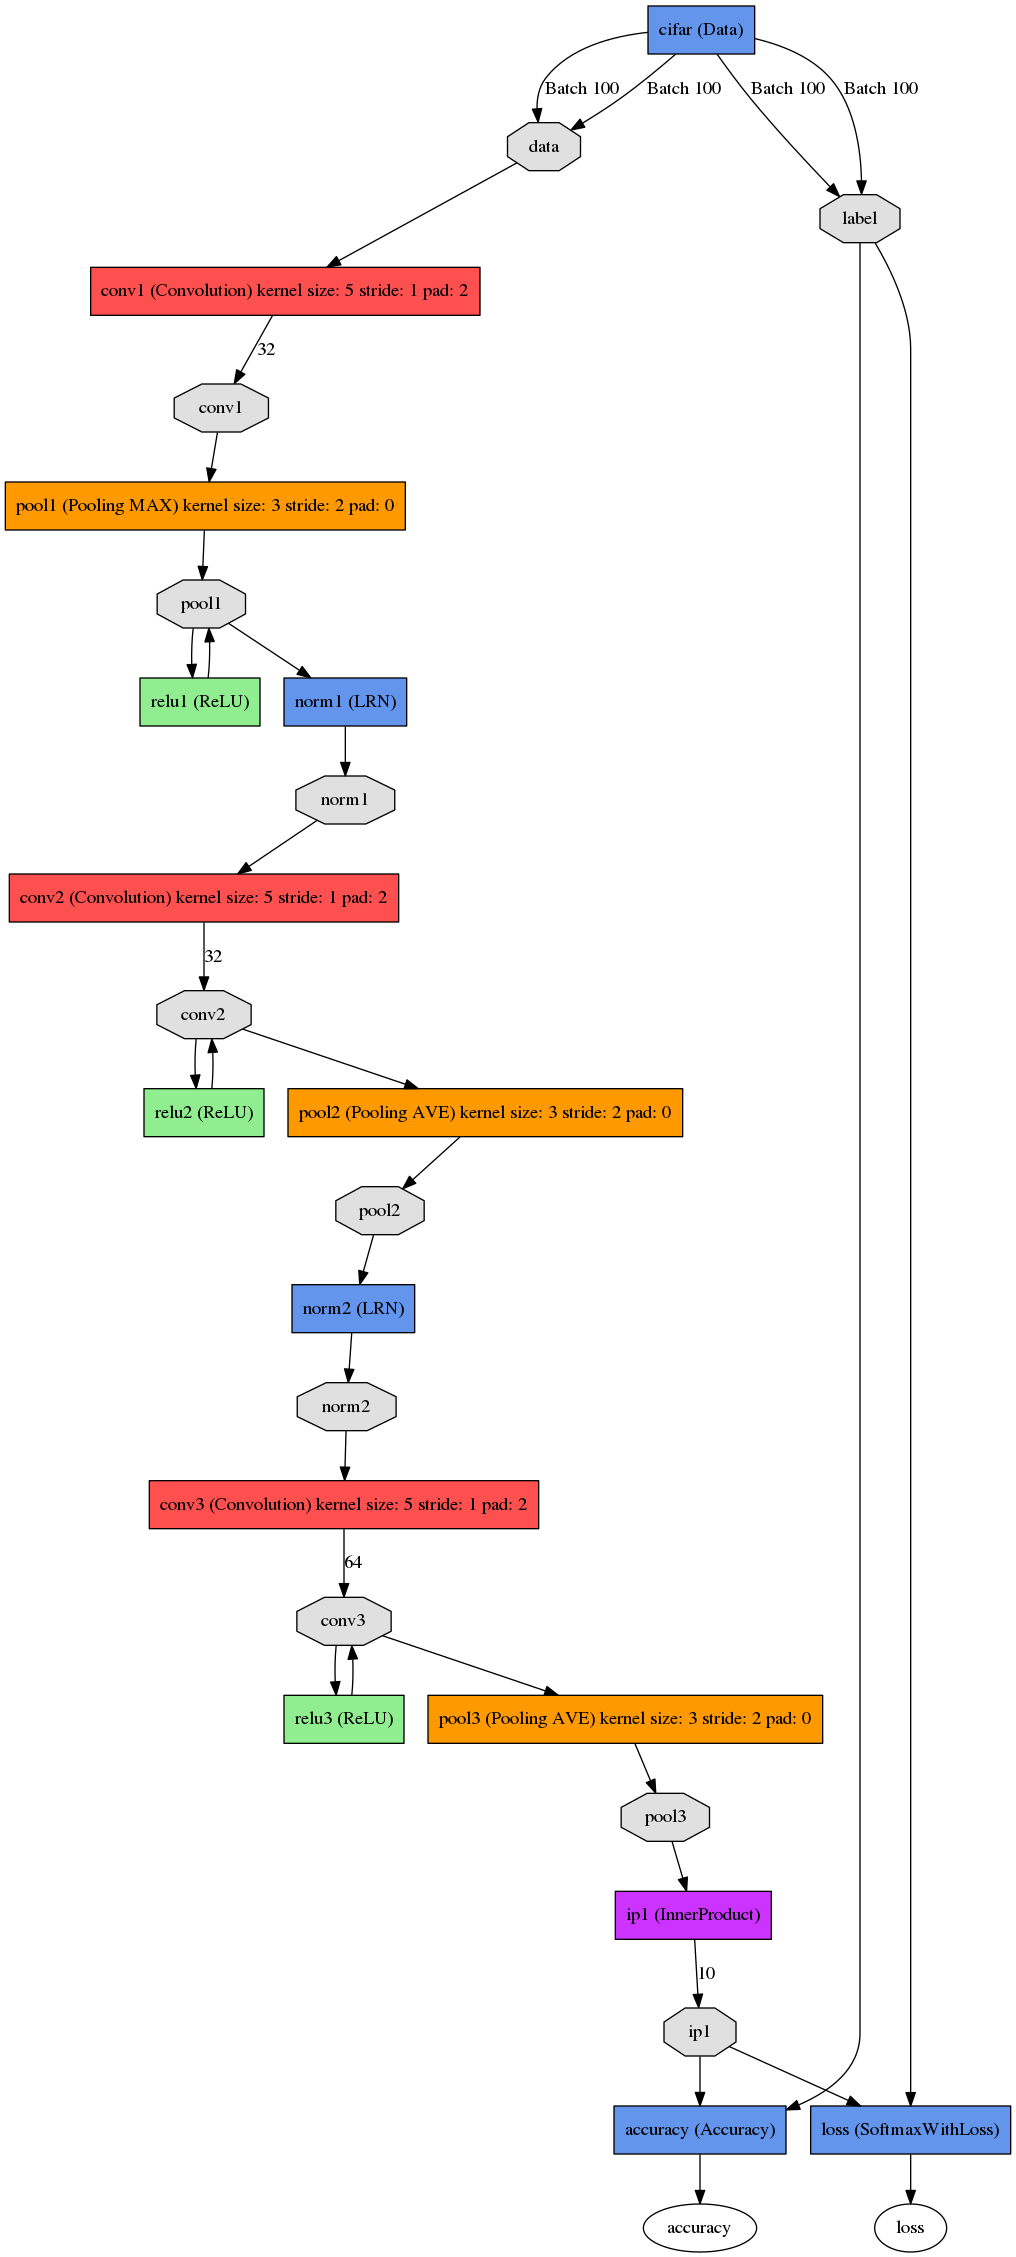 cifar (Data)
Batch 100
Batch 100
Batch 100
Batch 100
data
label
conv1 (Convolution) kernel size: 5 stride: 1 pad: 2
32
conv1
pool1 (Pooling MAX) kernel size: 3 stride: 2 pad: 0
pool1
relu1 (ReLU)
norm1 (LRN)
norm1
conv2 (Convolution) kernel size: 5 stride: 1 pad: 2
32
conv2
relu2 (ReLU)
pool2 (Pooling AVE) kernel size: 3 stride: 2 pad: 0
pool2
norm2 (LRN)
norm2
conv3 (Convolution) kernel size: 5 stride: 1 pad: 2
64
conv3
relu3 (ReLU)
pool3 (Pooling AVE) kernel size: 3 stride: 2 pad: 0
pool3
ip1 (InnerProduct)
10
ip1
accuracy (Accuracy)
loss (SoftmaxWithLoss)
accuracy
loss